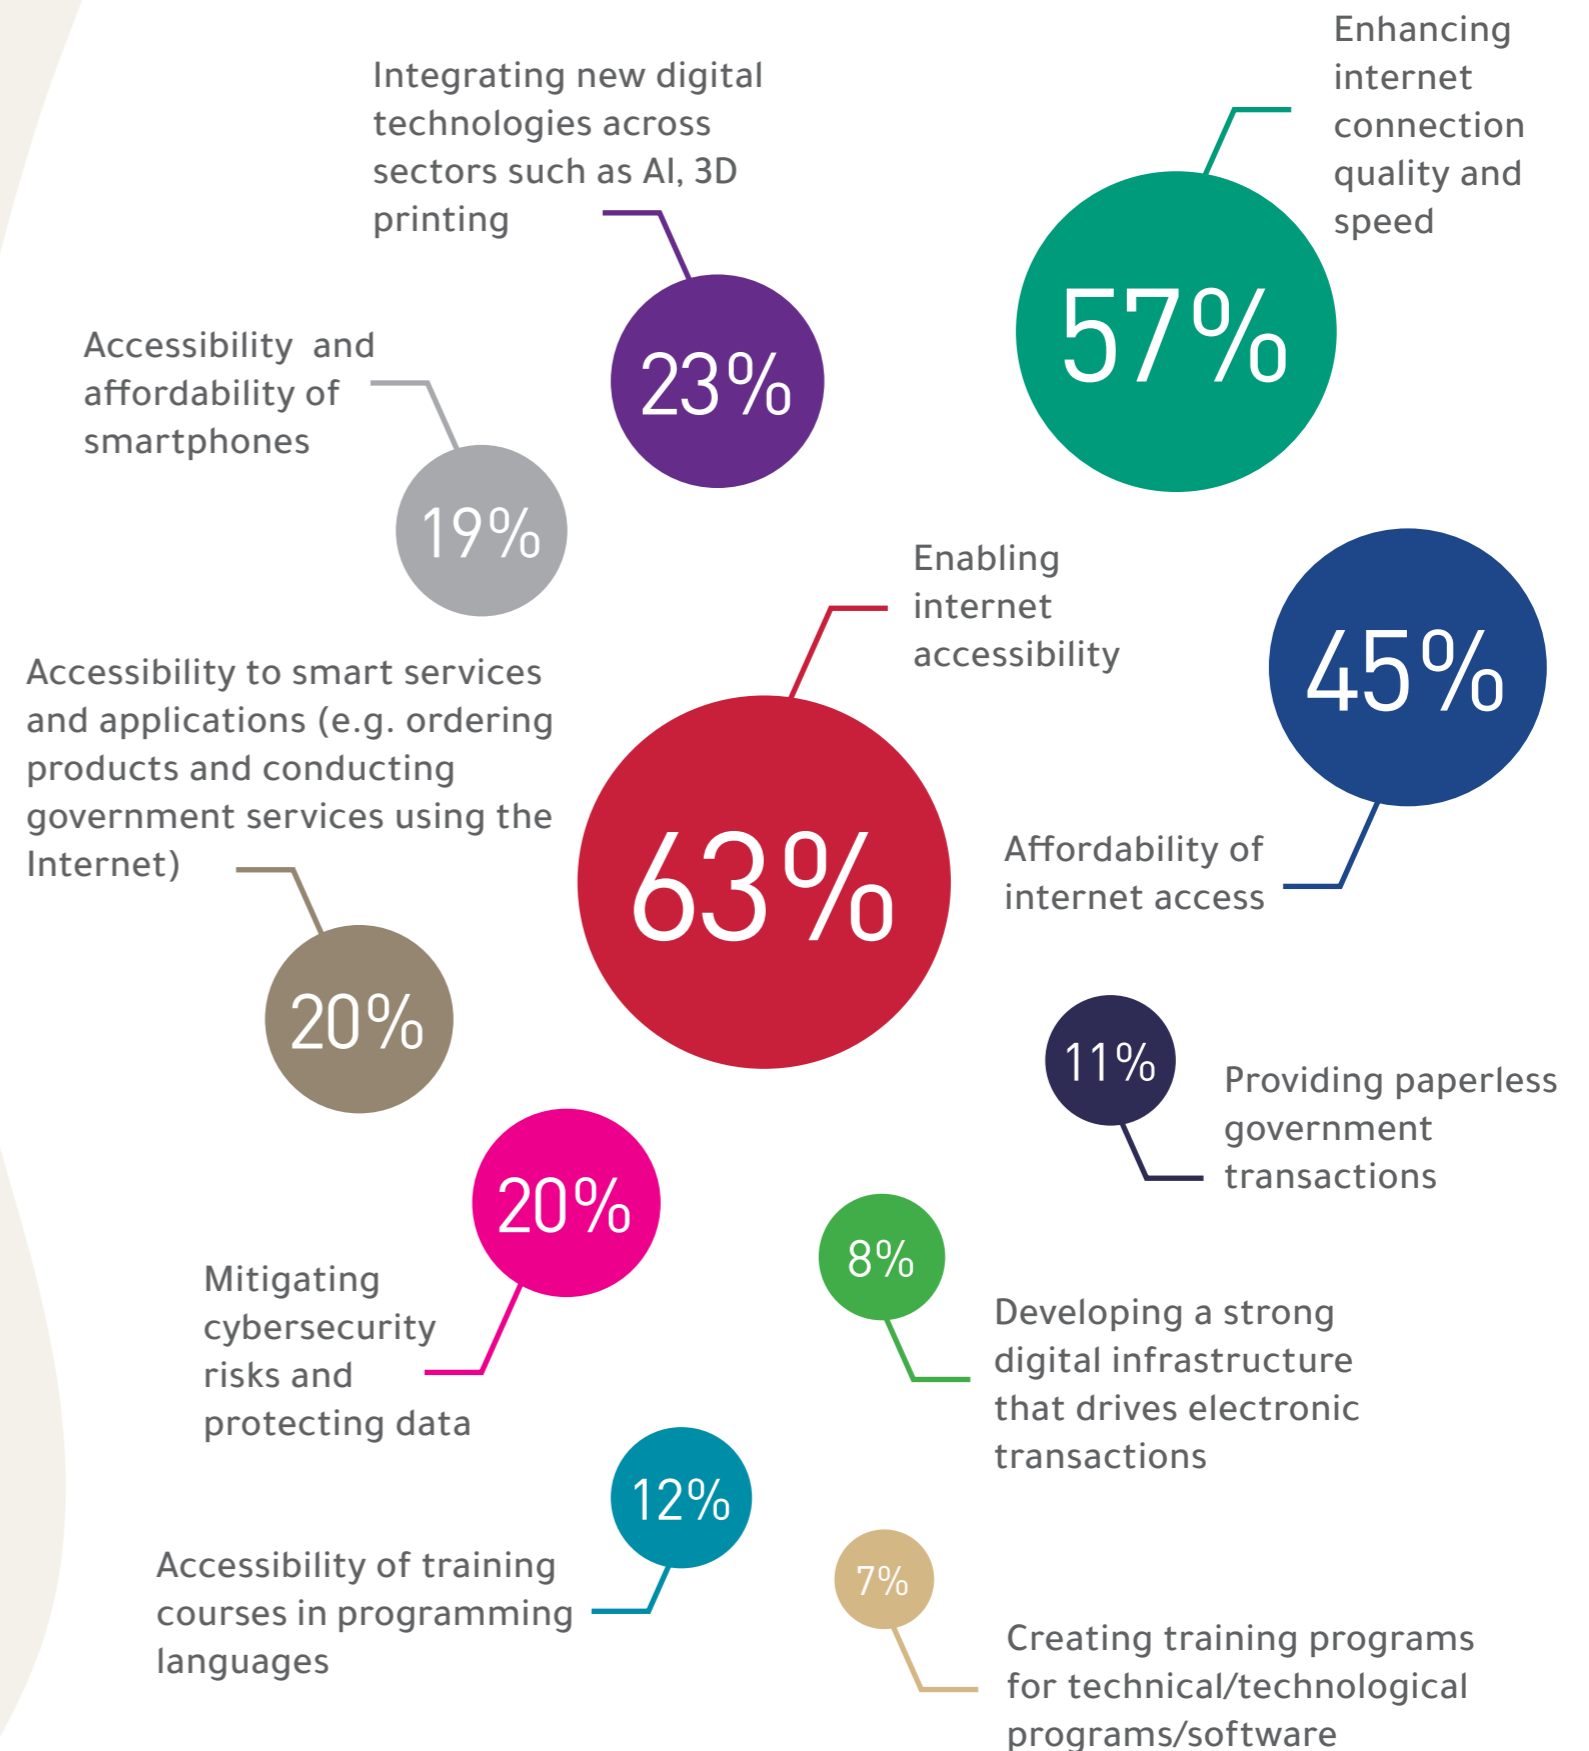 Enhancing
internet
connection
quality and
speed
57%
Integrating new digital
technologies across
sectors such as AI, 3D
printing
23%
Accessibility  and
affordability of
smartphones
19%
Enabling
internet
accessibility
63%
45%
Affordability of
internet access
Accessibility to smart services
and applications (e.g. ordering
products and conducting
government services using the
Internet)
20%
11%
Providing paperless
government
transactions
20%
Mitigating
cybersecurity
risks and
protecting data
8%
Developing a strong
digital infrastructure
that drives electronic
transactions
12%
Accessibility of training
courses in programming
languages
7%
Creating training programs
for technical/technological
programs/software